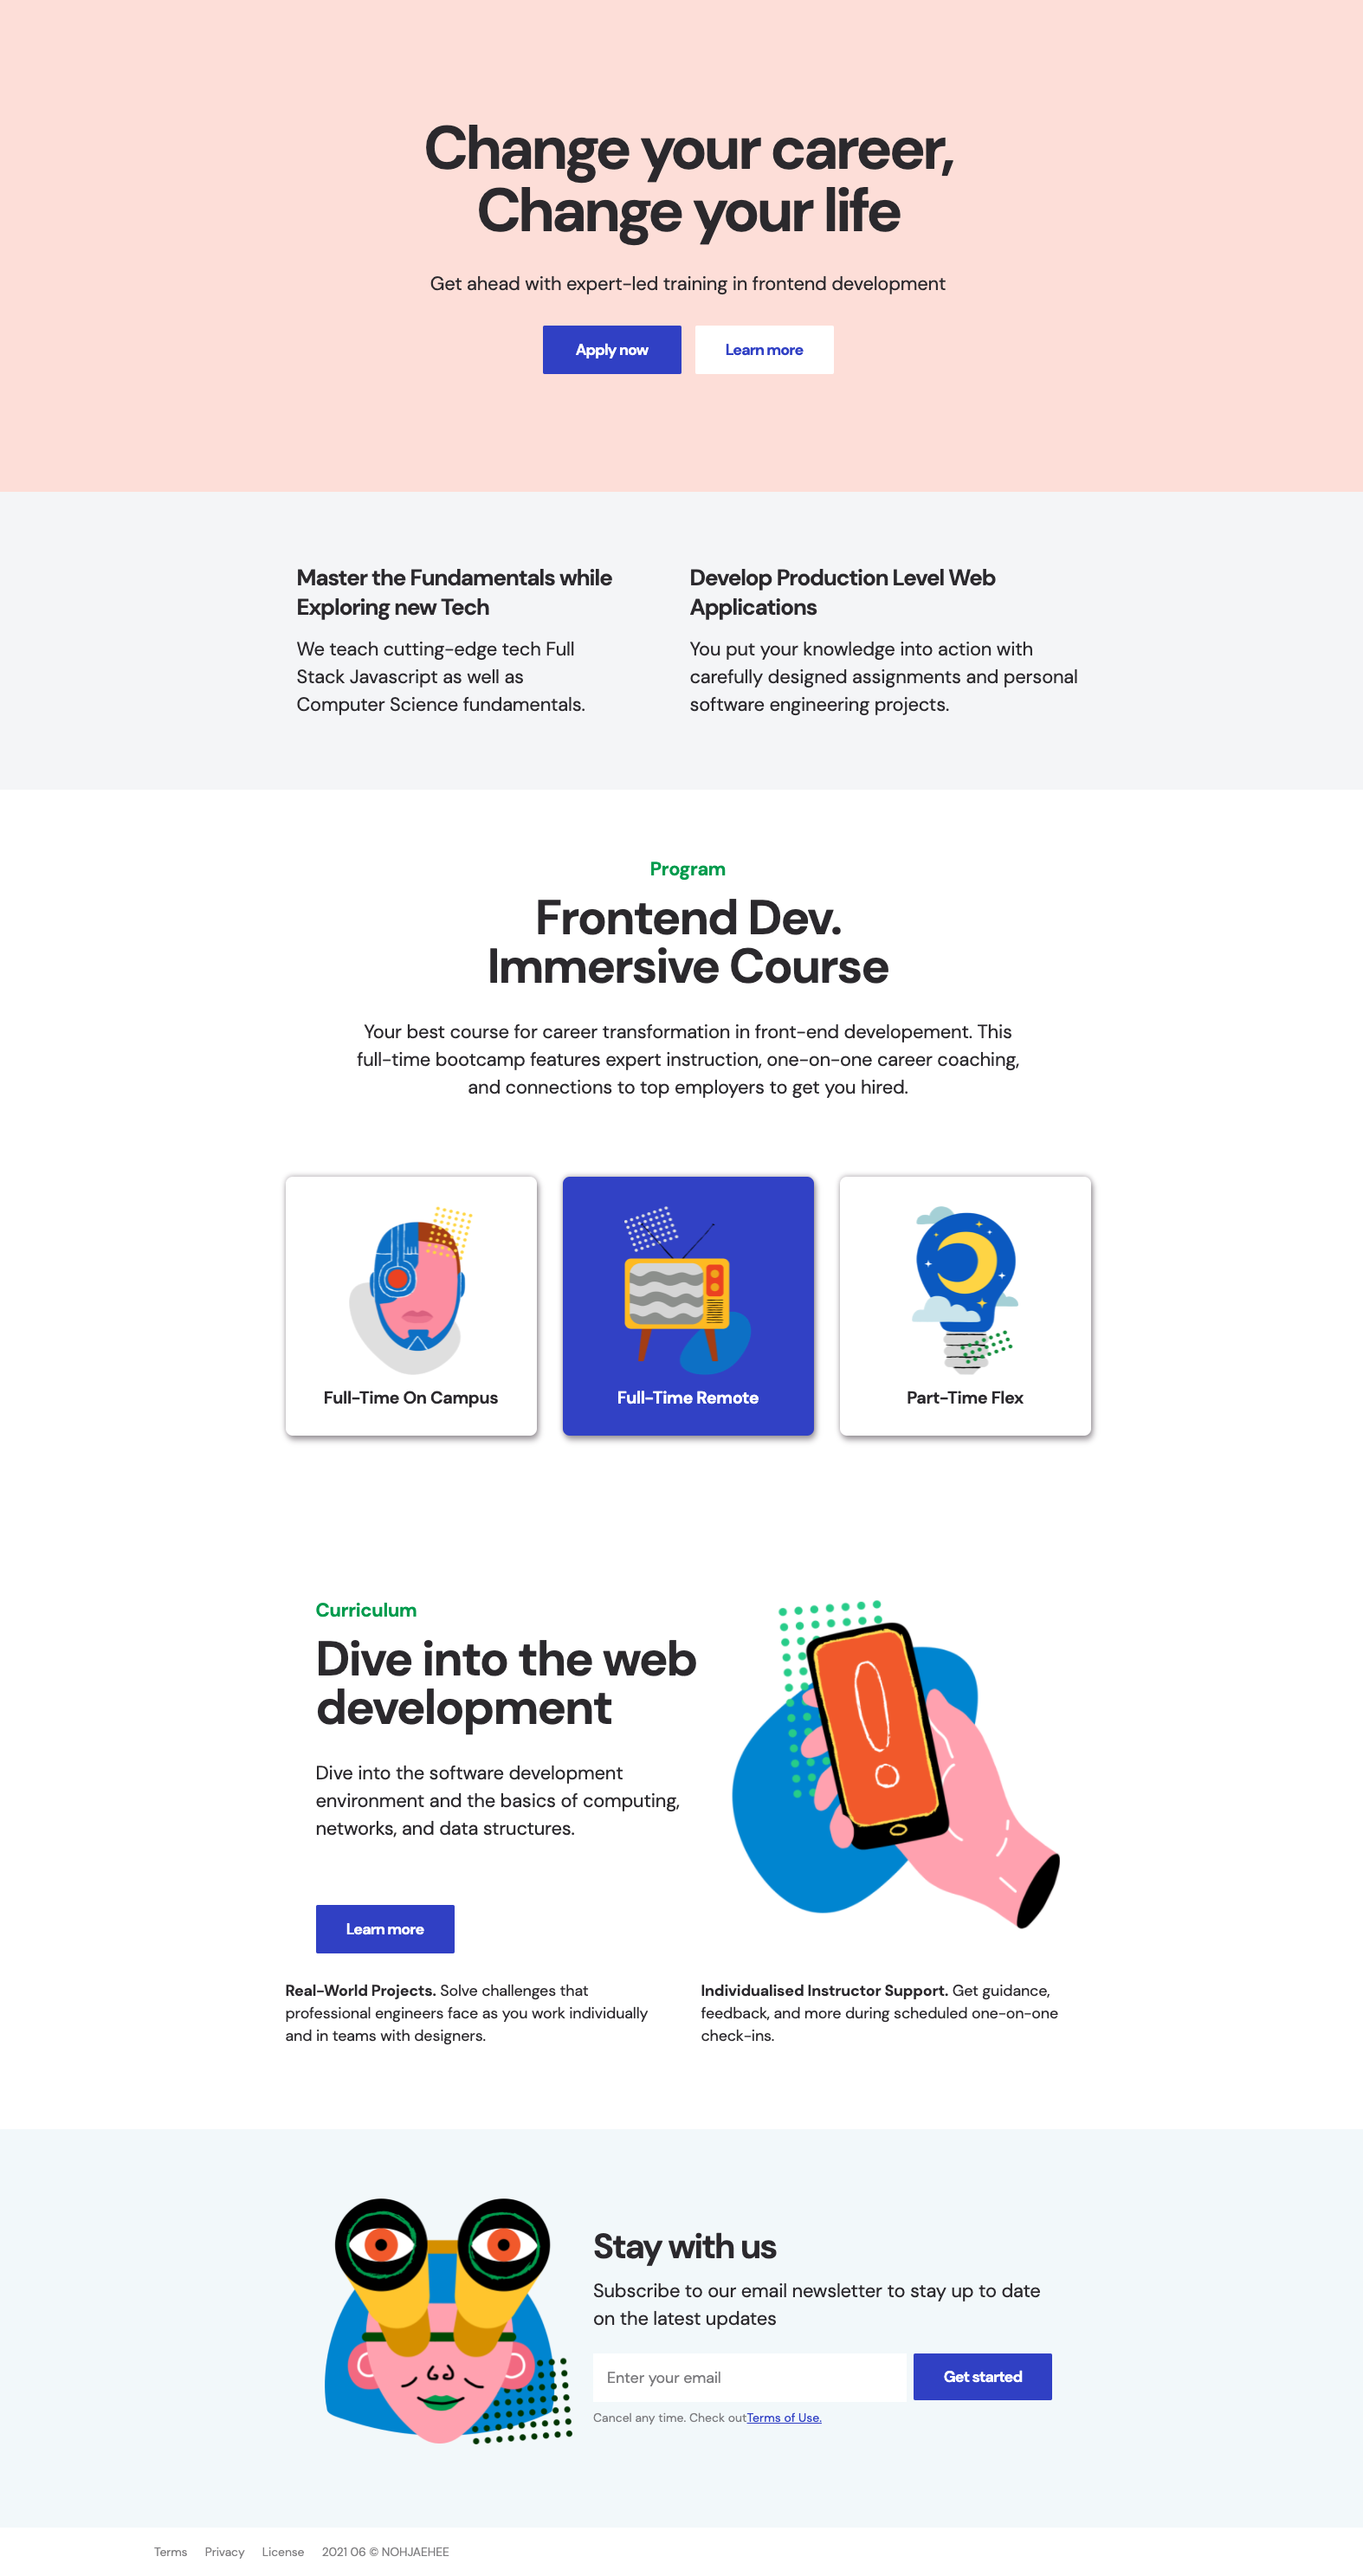 Change your career,
Change your life
Get ahead with expert-led training in frontend development
Apply now
Learn more
Master the Fundamentals while
Exploring new Tech
We teach cutting-edge tech Full
Stack Javascript as well as
Computer Science fundamentals.
Develop Production Level Web
Applications
You put your knowledge into action with
carefully designed assignments and personal
software engineering projects.
Program
Frontend Dev.
Immersive Course
Your best course for career transformation in front-end developement. This
full-time bootcamp features expert instruction, one-on-one career coaching,
and connections to top employers to get you hired.
Full-Time On Campus
Full-Time Remote
Part-Time Flex
Curriculum
Dive into the web
development
Dive into the software development
environment and the basics of computing,
networks, and data structures.
Learn more
Real-World Projects. Solve challenges that
professional engineers face as you work individually
and in teams with designers.
Individualised Instructor Support. Get guidance,
feedback, and more during scheduled one-on-one
check-ins.
Stay with us
Subscribe to our email newsletter to stay up to date
on the latest updates
Enter your email
Get started
Cancel any time. Check outTerms of Use.
Terms Privacy License 2021 06 © NOHJAEHEE